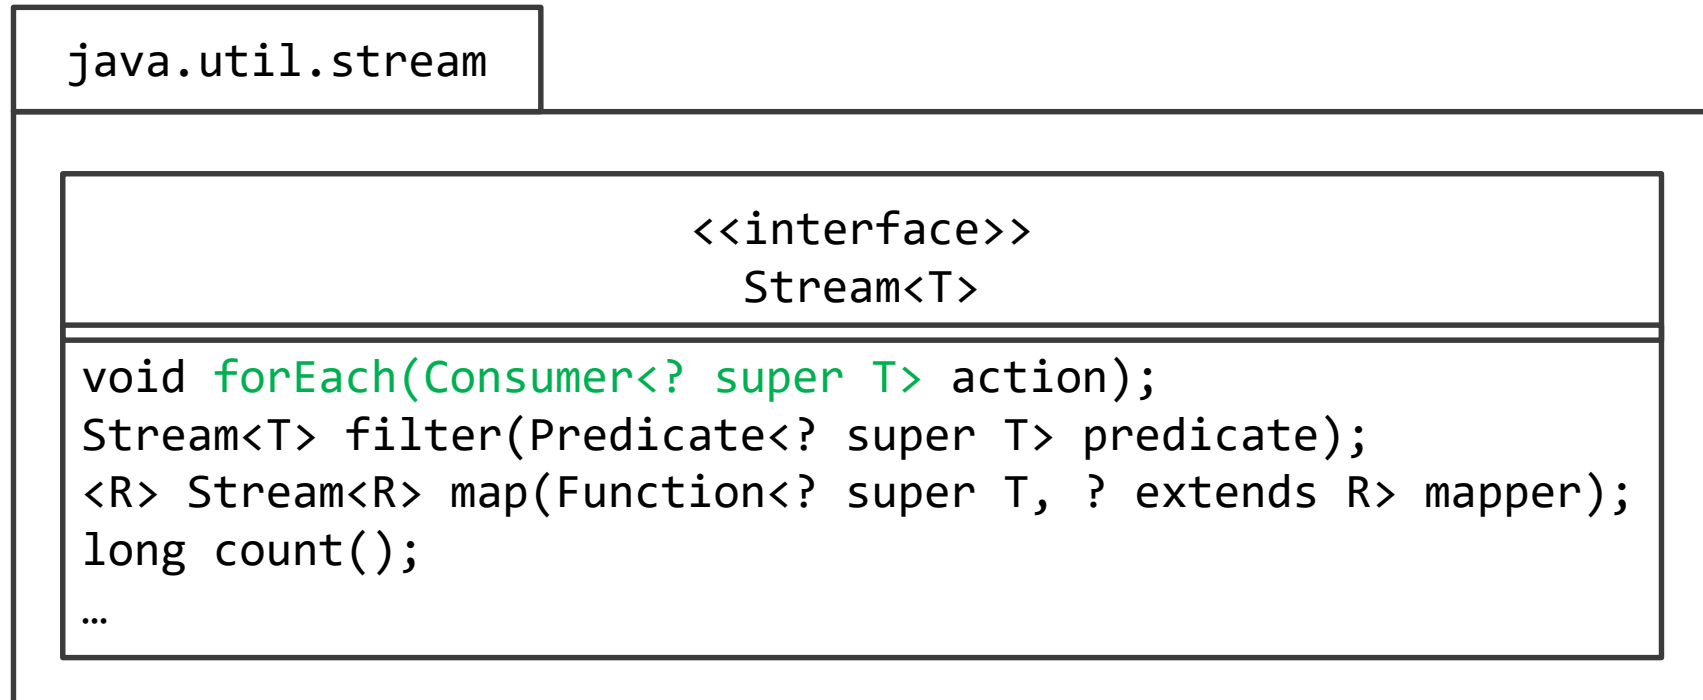 java.util.stream
<<interface>>
Stream<T>
void forEach(Consumer<? super T> action);
Stream<T> filter(Predicate<? super T> predicate);
<R> Stream<R> map(Function<? super T, ? extends R> mapper);
long count();
…